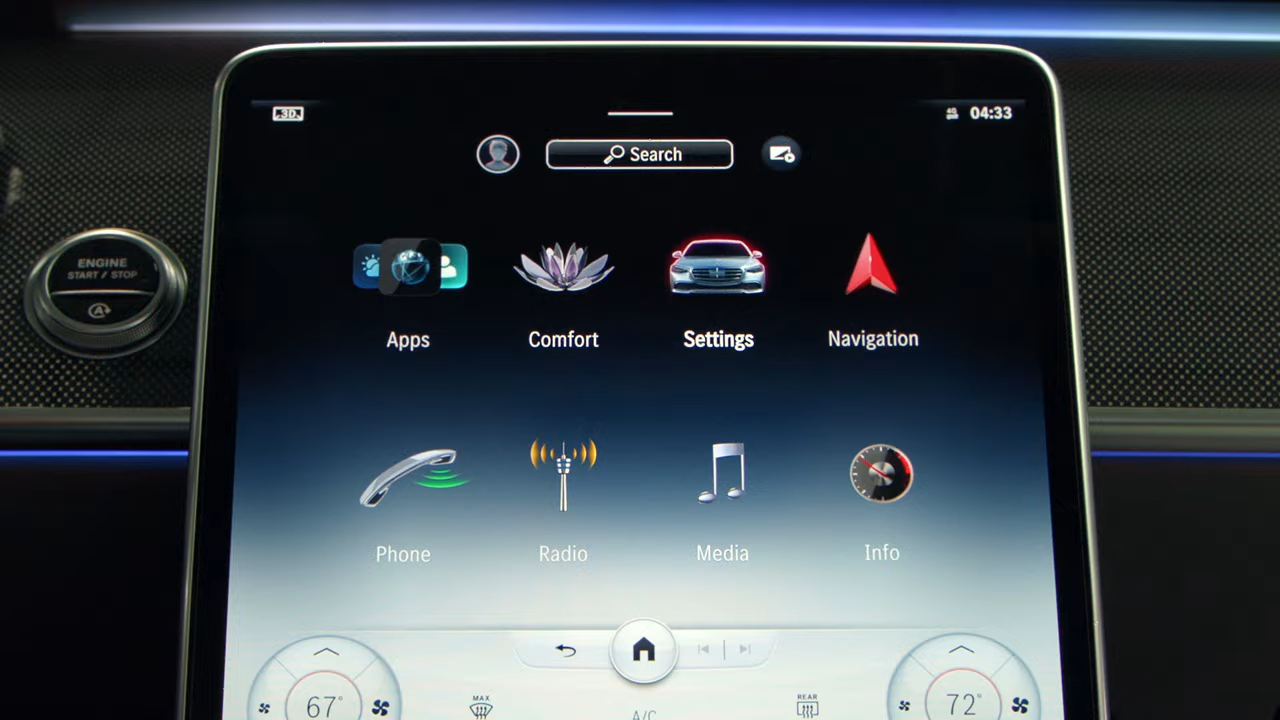 3D
4G
04:33
Search
ENGINE
START / STOP
A
Apps
Comfort
Settings
Navigation
Phone
Radio
Media
Info
67°
MAX
A/C
REAR
72°